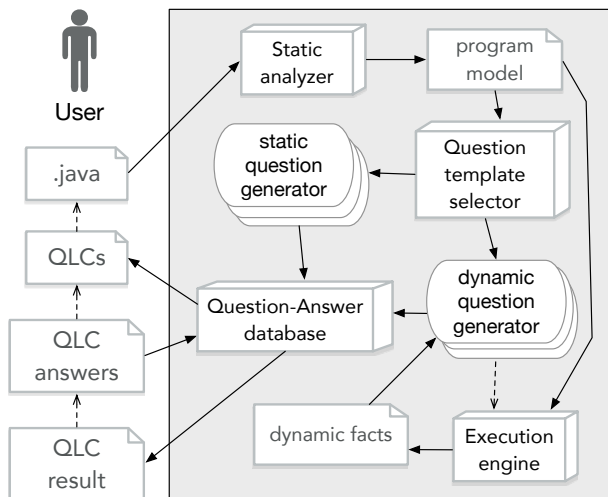 User
.java
QLCs
QLC
answers
QLC
result
Static
analyzer
program
model
static
question
generator
Question
template
selector
Question-Answer
database
dynamic
question
generator
dynamic facts
Execution
engine